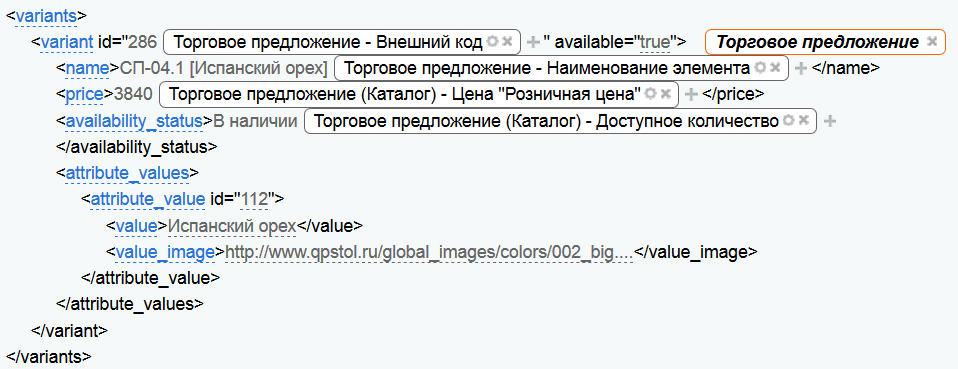 <variants>
<variant id="286 Торговое предложение - Внешний код " available="true"> Торговое предложение
<name>СП-04.1 [Испанский орех] Торговое предложение - Наименование элемента </name>
<price>3840 Торговое предложение (Каталог) - Цена "Розничная цена" </price>
<availability_status>В наличии Торговое предложение (Каталог) - Доступное количество
</availability_status>
<attribute_values>
<attribute_value id="112">
<value>Испанский орех</value>
<value_image>http://www.qpstol.ru/global_images/colors/002_big....</value_image>
</attribute_value>
</attribute_values>
</variant>
</variants>